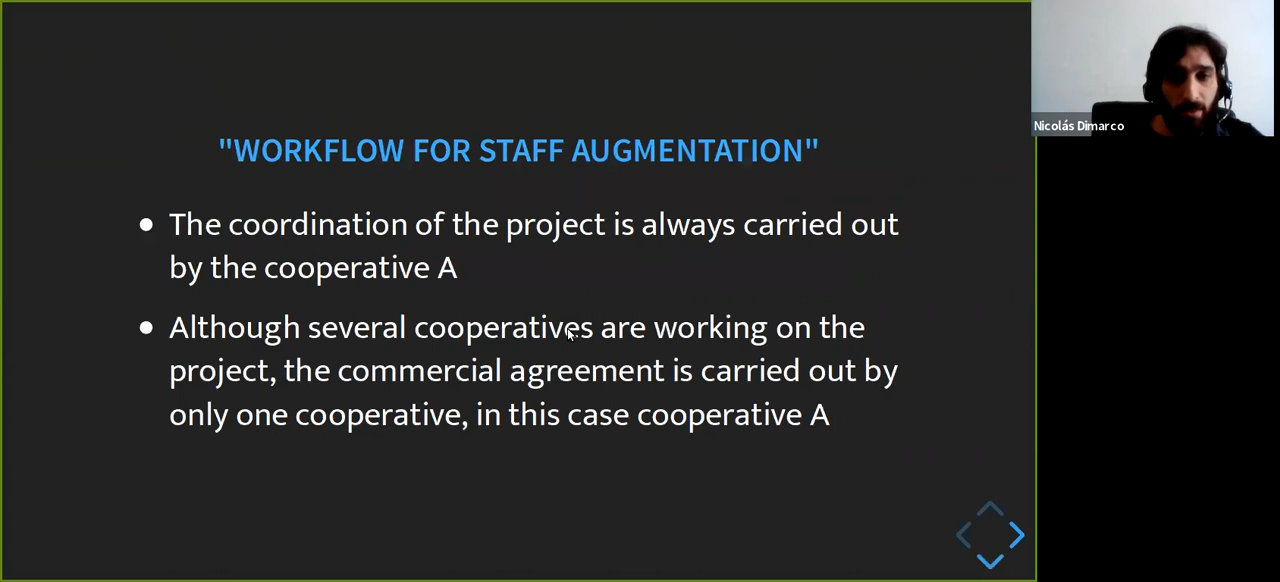 "WORKFLOW FOR STAFF AUGMENTATION"
The coordination of the project is always carried out
by the cooperative A
Although several cooperatives are working on the
project, the commercial agreement is carried out by
only one cooperative, in this case cooperative A
Nicolás Dimarco